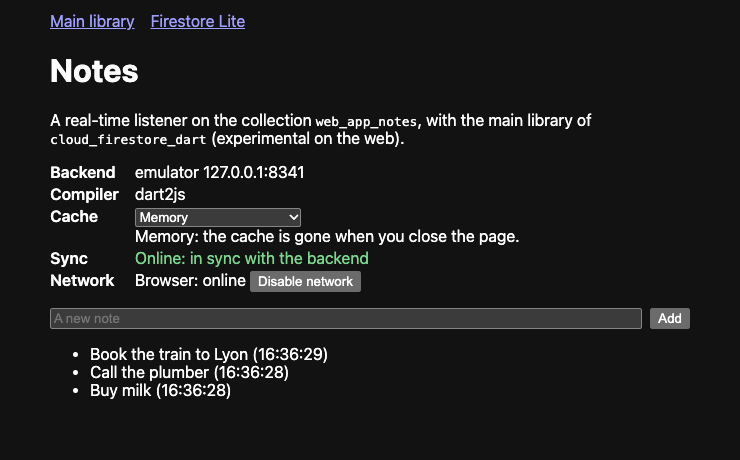 Main library Firestore Lite
Notes
A real-time listener on the collection web_app_notes, with the main library of
cloud_firestore_dart (experimental on the web).
Backend emulator 127.0.0.1:8341
Compiler dart2js
Cache Memory
Memory: the cache is gone when you close the page.
Sync Online: in sync with the backend
Network Browser: online Disable network
A new note Add
• Book the train to Lyon (16:36:29)
• Call the plumber (16:36:28)
• Buy milk (16:36:28)